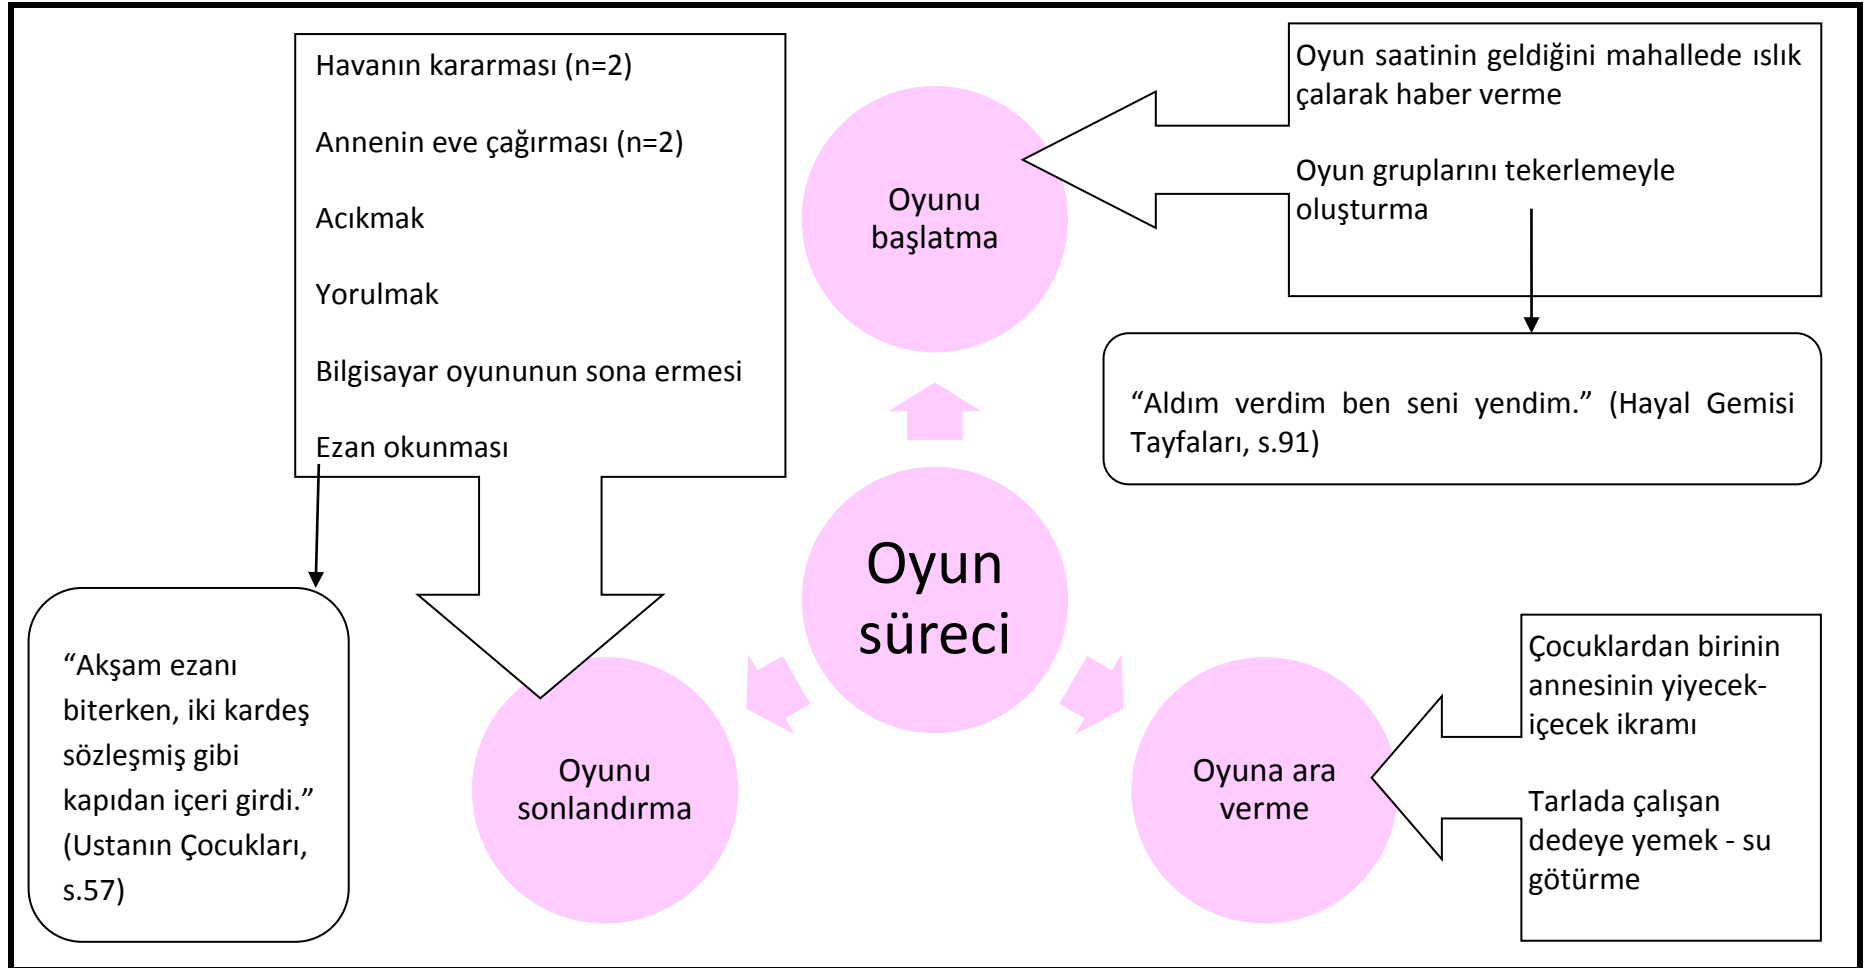 Havanın kararması (n=2)
Annenin eve çağırması (n=2)
Acıkmak
Yorulmak
Bilgisayar oyununun sona ermesi
Ezan okunması
“Akşam ezanı
biterken, iki kardeş
sözleşmiş gibi
kapıdan içeri girdi.”
(Ustanın Çocukları,
s.57)
Oyunu
başlatma
Oyun saatinin geldiğini mahallede ıslık
çalarak haber verme
Oyun gruplarını tekerlemeyle
oluşturma
“Aldım verdim ben seni yendim.” (Hayal Gemisi
Tayfaları, s.91)
Oyun
süreci
Oyunu
sonlandırma
Oyuna ara
verme
Çocuklardan birinin
annesinin yiyecek-
içecek ikramı
Tarlada çalışan
dedeye yemek - su
götürme